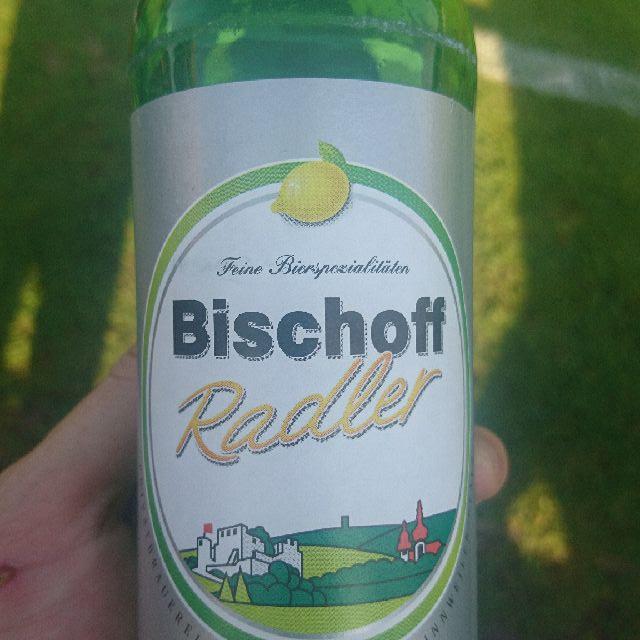 Feine Bierspezialitäten
Bischoff
Radler